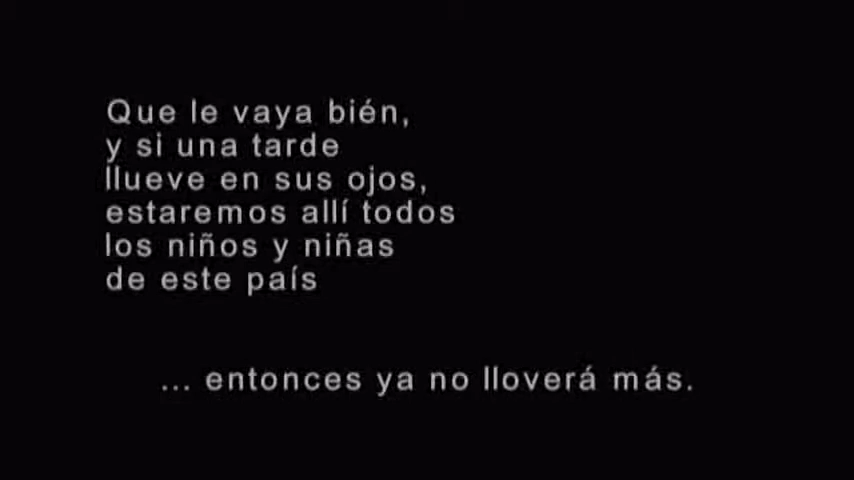 Que le vaya bién,
y si una tarde
llueve en sus ojos,
estaremos allí todos
los niños y niñas
de este país
... entonces ya no lloverá más.